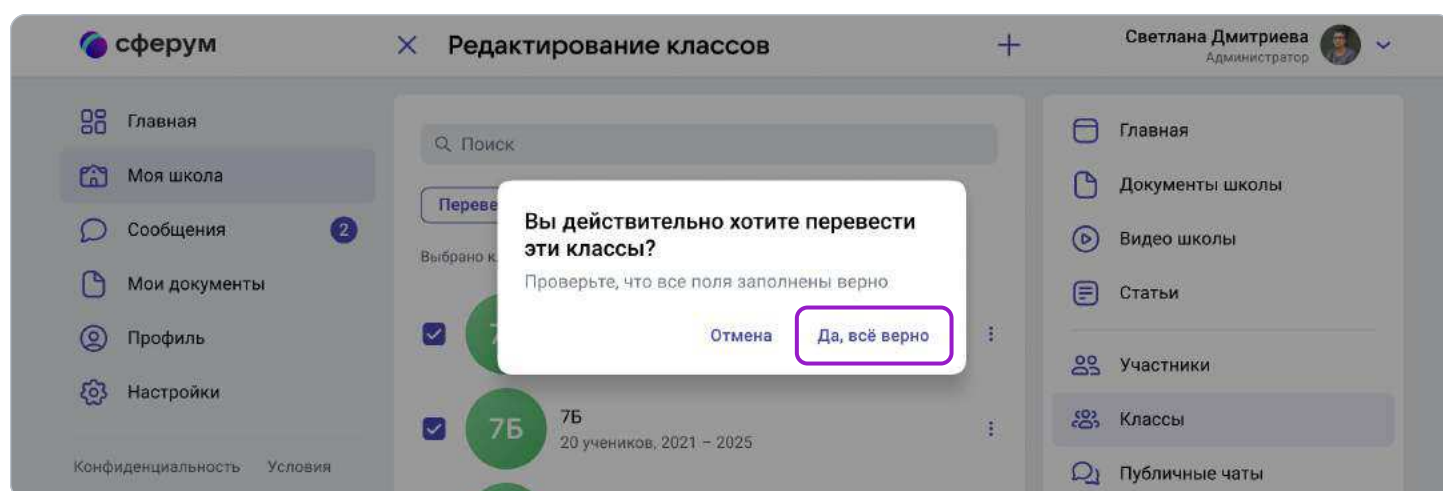 сферум
Редактирование классов
Светлана Дмитриева
Администратор
Главная
Моя школа
Сообщения
2
Мои документы
Профиль
Настройки
Конфиденциальность Условия
Поиск
Выбрано
Вы действительно хотите перевести
эти классы?
Проверьте, что все поля заполнены верно
Отмена Да, всё верно
7Б
7Б
20 учеников, 2021 – 2025
Главная
Документы школы
Видео школы
Статьи
Участники
Классы
Публичные чаты